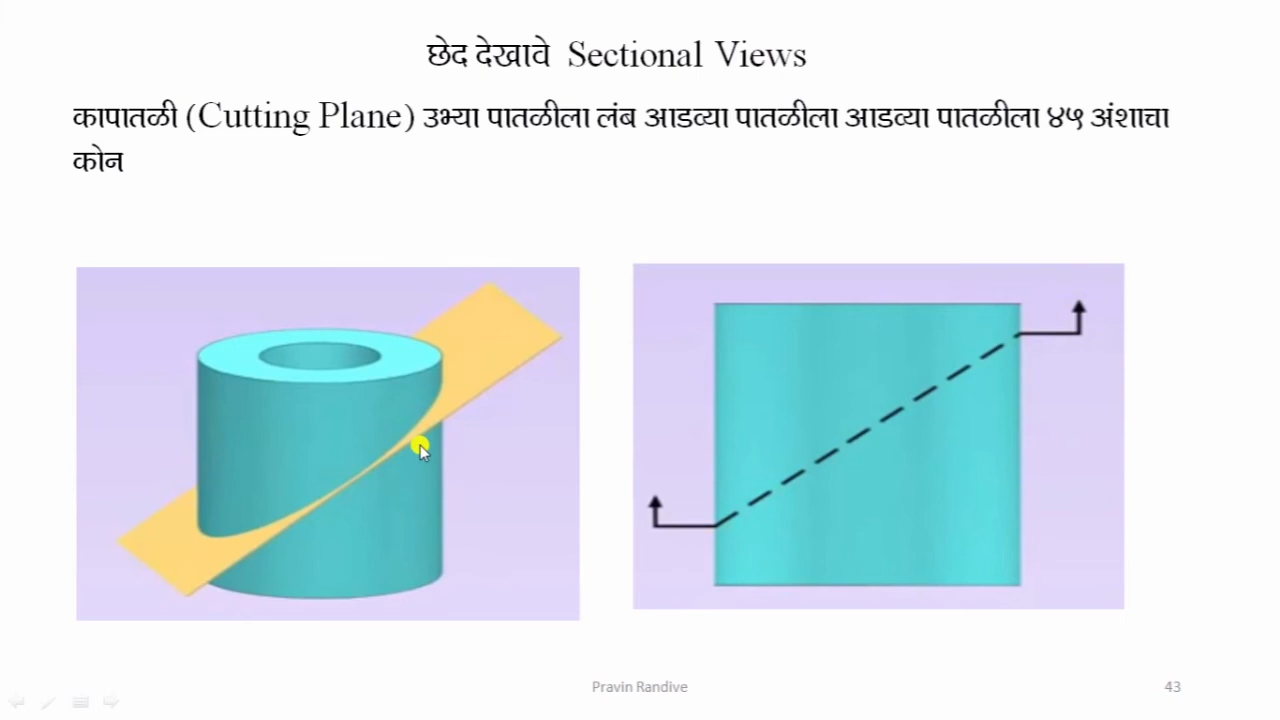 छेद देखावे Sectional Views
कापातळी (Cutting Plane) उभ्या पातळीला लंब आडव्या पातळीला आडव्या पातळीला ४५ अंशाचा
कोन
Pravin Randive
43